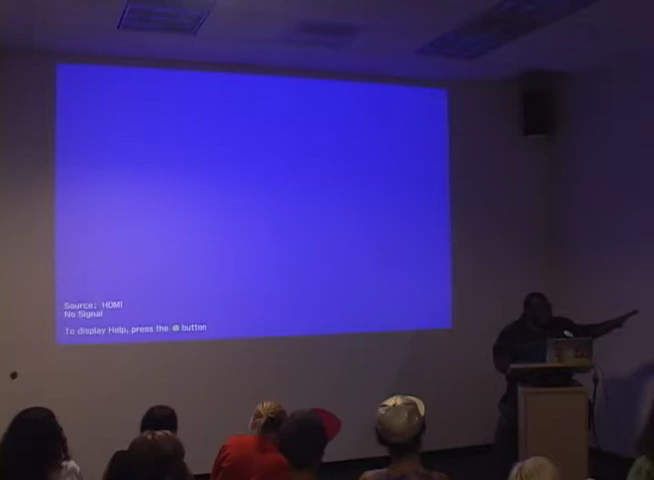 Source: HDMI
No Signal
To display Help, press the button